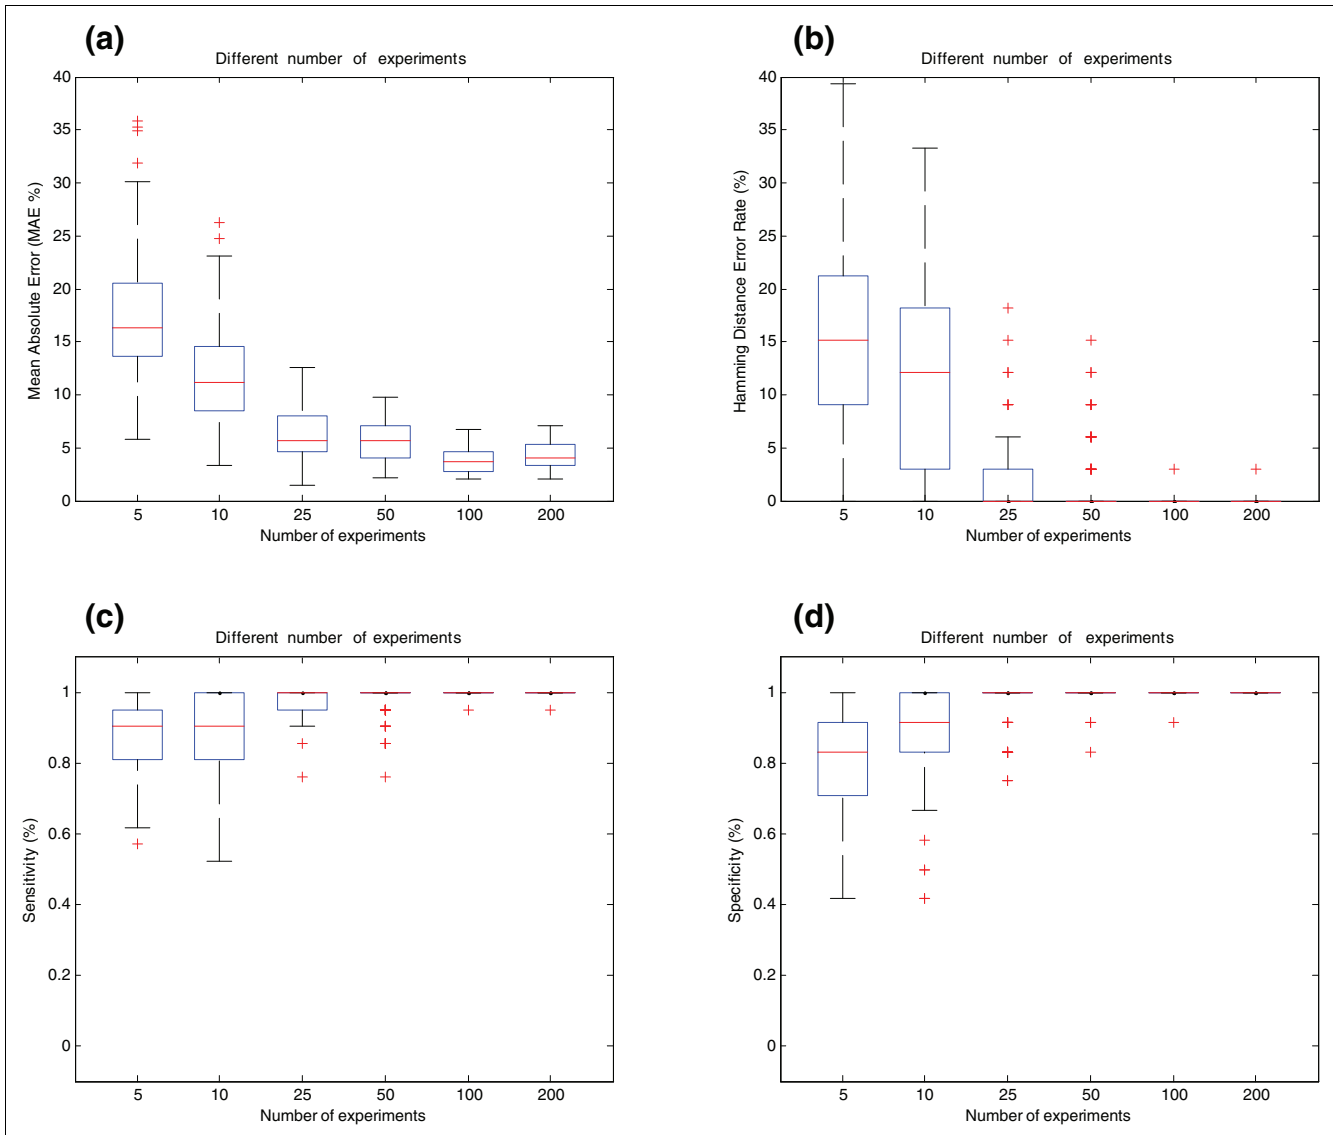 (a)
Different number of experiments
Mean Absolute Error (MAE %)
40
35
30
25
20
15
10
5
0
5 10 25 50 100 200
Number of experiments
(b)
Different number of experiments
Hamming Distance Error Rate (%)
40
35
30
25
20
15
10
5
0
5 10 25 50 100 200
Number of experiments
(c)
Different number of experiments
Sensitivity (%)
1
0.8
0.6
0.4
0.2
0
5 10 25 50 100 200
Number of experiments
(d)
Different number of experiments
Specificity (%)
1
0.8
0.6
0.4
0.2
0
5 10 25 50 100 200
Number of experiments